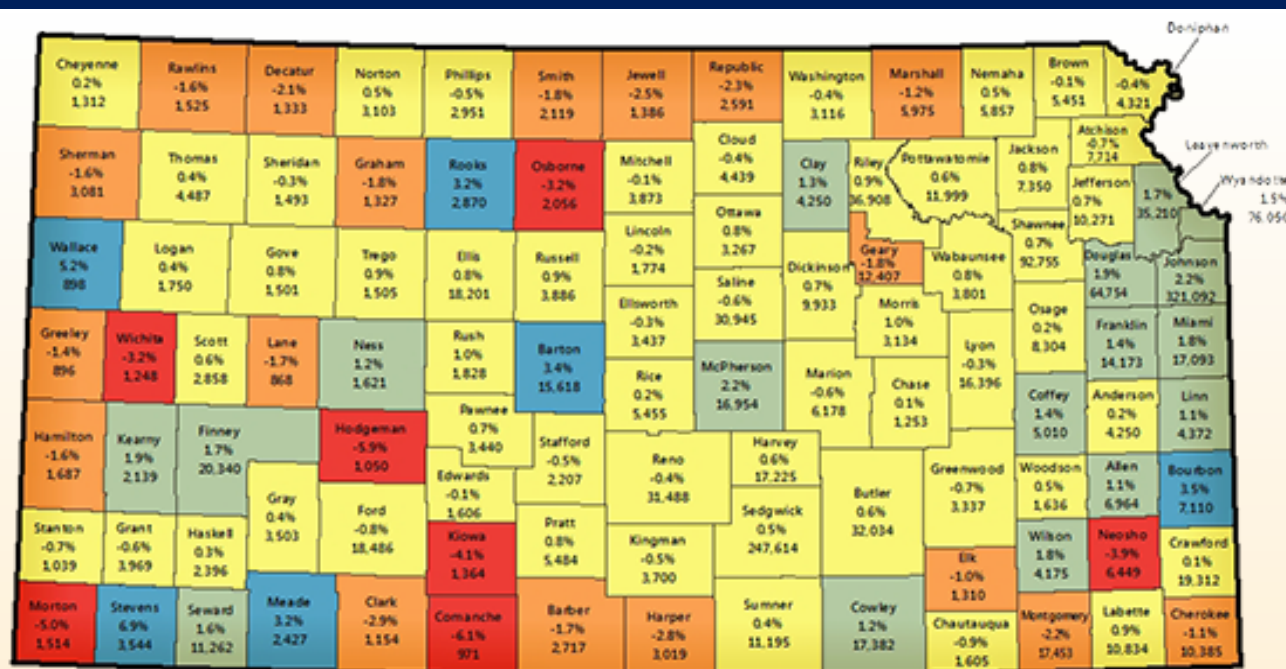 Doniphan
Cheyenne
0.2%
1,312
Rawlins
-1.6%
1,525
Decatur
-2.1%
1,333
Norton
0.5%
3,103
Phillips
-0.5%
2,951
Smith
-1.8%
2,119
Jewell
-2.5%
1,386
Republic
-2.3%
2,591
Washington
-0.4%
3,116
Marshall
-1.2%
5,975
Nemaha
0.5%
5,857
Brown
-0.1%
5,451
-0.4%
4,321
Sherman
-1.6%
3,081
Thomas
0.4%
4,487
Sheridan
-0.3%
1,493
Graham
-1.8%
1,327
Rooks
3.2%
2,870
Osborne
-3.2%
2,056
Mitchell
-0.1%
3,873
Cloud
-0.4%
4,439
Clay
1.3%
4,250
Riley
0.9%
36,908
Pottawatomie
0.6%
11,999
Jackson
0.8%
7,350
Atchison
-0.7%
7,714
Leavenworth
1.7%
35,210
Wyandotte
1.5%
76,056
Jefferson
0.7%
10,271
Wallace
5.2%
898
Logan
0.4%
1,750
Gove
0.8%
1,501
Trego
0.9%
1,505
Ellis
0.8%
18,201
Russell
0.9%
3,886
Lincoln
-0.2%
1,774
Ottawa
0.8%
3,267
Saline
-0.6%
30,945
Dickinson
0.7%
9,933
Geary
-1.8%
12,407
Wabaunsee
0.8%
3,801
Shawnee
0.7%
92,755
Douglas
1.9%
64,754
Johnson
2.2%
321,092
Greeley
-1.4%
896
Wichita
-3.2%
1,248
Scott
0.6%
2,858
Lane
-1.7%
868
Ness
1.2%
1,621
Rush
1.0%
1,828
Barton
3.4%
15,618
Ellsworth
-0.3%
3,437
Rice
0.2%
5,455
McPherson
2.2%
16,954
Marion
-0.6%
6,178
Morris
1.0%
3,134
Chase
0.1%
1,253
Lyon
-0.3%
16,396
Osage
0.2%
8,304
Franklin
1.4%
14,173
Miami
1.8%
17,093
Hamilton
-1.6%
1,687
Kearny
1.9%
2,139
Finney
1.7%
20,340
Hodgeman
-5.9%
1,050
Pawnee
0.7%
3,440
Stafford
-0.5%
2,207
Reno
-0.4%
31,488
Harvey
0.6%
17,225
Butler
0.6%
32,034
Greenwood
-0.7%
3,337
Coffey
1.4%
5,010
Anderson
0.2%
4,250
Linn
1.1%
4,372
Gray
0.4%
3,503
Ford
-0.8%
18,486
Edwards
-0.1%
1,606
Woodson
0.5%
1,636
Allen
1.1%
6,964
Bourbon
3.5%
7,110
Stanton
-0.7%
1,039
Grant
-0.6%
3,969
Haskell
0.3%
2,396
Kiowa
-4.1%
1,364
Pratt
0.8%
5,484
Kingman
-0.5%
3,700
Sedgwick
0.5%
247,614
Elk
-1.0%
1,310
Wilson
1.8%
4,175
Neosho
-3.9%
6,449
Crawford
0.1%
19,312
Morton
-5.0%
1,514
Stevens
6.9%
3,544
Seward
1.6%
11,262
Meade
3.2%
2,427
Clark
-2.9%
1,154
Comanche
-6.1%
971
Barber
-1.7%
2,717
Harper
-2.8%
3,019
Sumner
0.4%
11,195
Cowley
1.2%
17,382
Chautauqua
-0.9%
1,605
Montgomery
-2.2%
17,453
Labette
0.9%
10,834
Cherokee
-1.1%
10,385